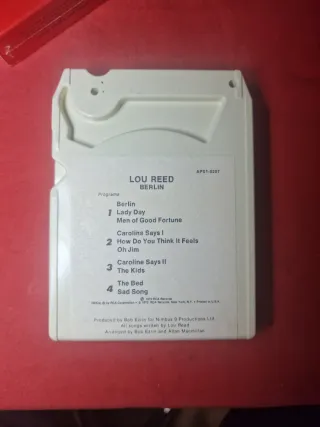 LOU REED
BERLIN
Programs
1
Berlin
Lady Day
Men of Good Fortune
2
Caroline Says I
How Do You Think It Feels
Oh Jim
3
Caroline Says II
The Kids
4
The Bed
Sad Song
Produced by Bob Ezrin for Nimbus 9 Productions Ltd.
All songs written by Lou Reed
Arranged by Bob Ezrin and Allan Macmillan